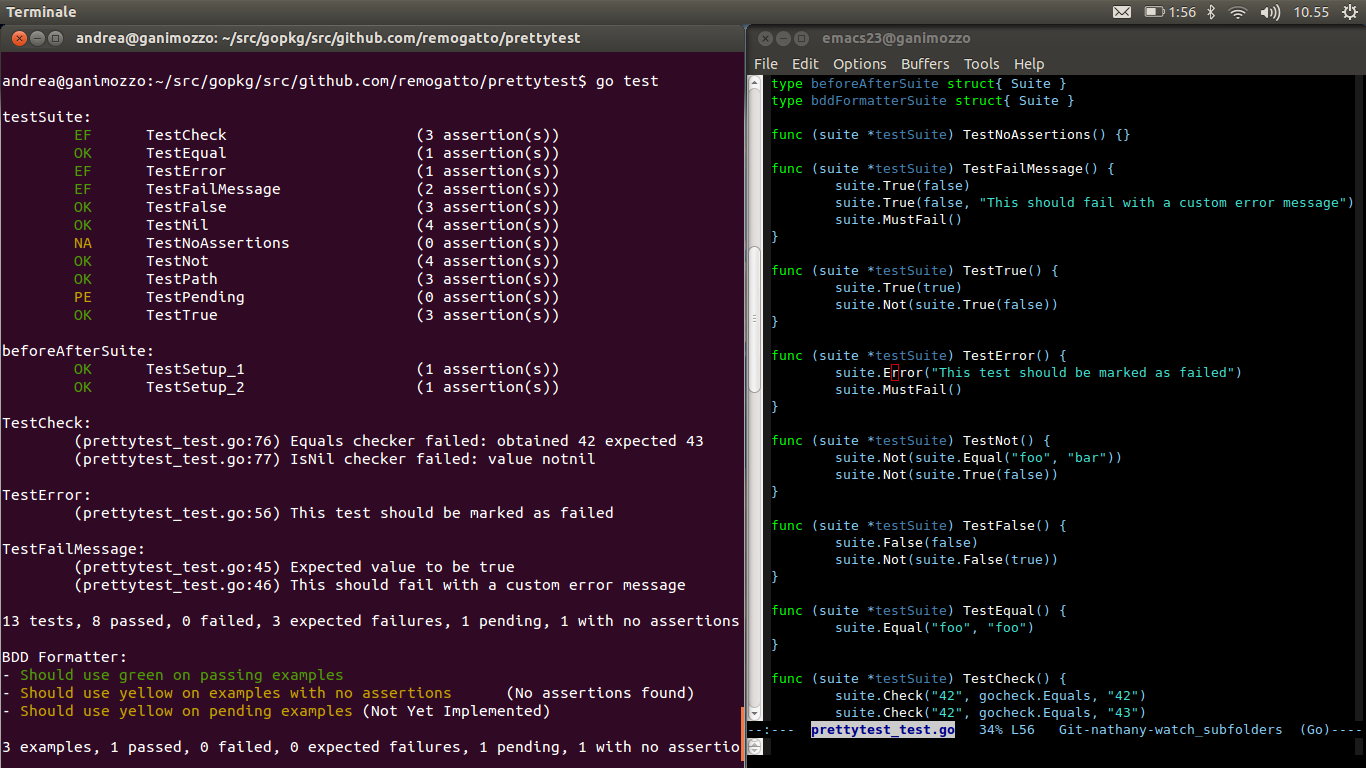 Terminale
1:56
10.55
andrea@ganimozzo: ~/src/gopkg/src/github.com/remogatto/prettytest
andrea@ganimozzo:~/src/gopkg/src/github.com/remogatto/prettytest$ go test
testSuite:
EF TestCheck (3 assertion(s))
OK TestEqual (1 assertion(s))
EF TestError (1 assertion(s))
EF TestFailMessage (2 assertion(s))
OK TestFalse (3 assertion(s))
OK TestNil (4 assertion(s))
NA TestNoAssertions (0 assertion(s))
OK TestNot (4 assertion(s))
OK TestPath (3 assertion(s))
PE TestPending (0 assertion(s))
OK TestTrue (3 assertion(s))
beforeAfterSuite:
OK TestSetup_1 (1 assertion(s))
OK TestSetup_2 (1 assertion(s))
TestCheck:
(prettytest_test.go:76) Equals checker failed: obtained 42 expected 43
(prettytest_test.go:77) IsNil checker failed: value notnil
TestError:
(prettytest_test.go:56) This test should be marked as failed
TestFailMessage:
(prettytest_test.go:45) Expected value to be true
(prettytest_test.go:46) This should fail with a custom error message
13 tests, 8 passed, 0 failed, 3 expected failures, 1 pending, 1 with no assertions
BDD Formatter:
- Should use green on passing examples
- Should use yellow on examples with no assertions (No assertions found)
- Should use yellow on pending examples (Not Yet Implemented)
3 examples, 1 passed, 0 failed, 0 expected failures, 1 pending, 1 with no assertio
emacs23@ganimozzo
File Edit Options Buffers Tools Help
type beforeAfterSuite struct{ Suite }
type bddFormatterSuite struct{ Suite }
func (suite *testSuite) TestNoAssertions() {}
func (suite *testSuite) TestFailMessage() {
suite.True(false)
suite.True(false, "This should fail with a custom error message")
suite.MustFail()
}
func (suite *testSuite) TestTrue() {
suite.True(true)
suite.Not(suite.True(false))
}
func (suite *testSuite) TestError() {
suite.Error("This test should be marked as failed")
suite.MustFail()
}
func (suite *testSuite) TestNot() {
suite.Not(suite.Equal("foo", "bar"))
suite.Not(suite.True(false))
}
func (suite *testSuite) TestFalse() {
suite.False(false)
suite.Not(suite.False(true))
}
func (suite *testSuite) TestEqual() {
suite.Equal("foo", "foo")
}
func (suite *testSuite) TestCheck() {
suite.Check("42", gocheck.Equals, "42")
suite.Check("42", gocheck.Equals, "43")
--:--- prettytest_test.go 34% L56 Git-nathany-watch_subfolders (Go)----